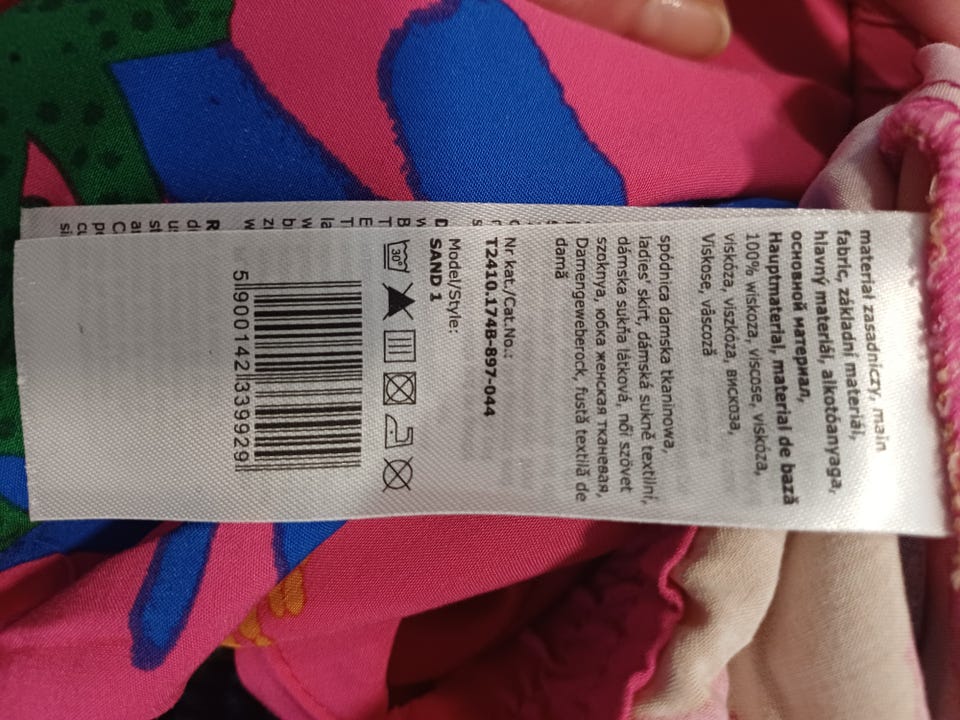 materiał zasadniczy, main
fabric, základní materiál,
hlavný materiál, alkotóanyaga,
основной материал,
Hauptmaterial, material de bază
100% wiskoza, viscose, viskóza,
viskóza, viszkóza, вискоза,
Viskose, vâscoză
spódnica damska tkaninowa,
ladies' skirt, dámská sukně textilní,
dámska sukňa látková, női szövet
szoknya, юбка женская тканевая,
Damengeweberock, fustă textilă de
damă
Nr kat./Cat.No.:
T2410.174B-897-044
Model/Style:
SAND 1
30°
5 900142 339929